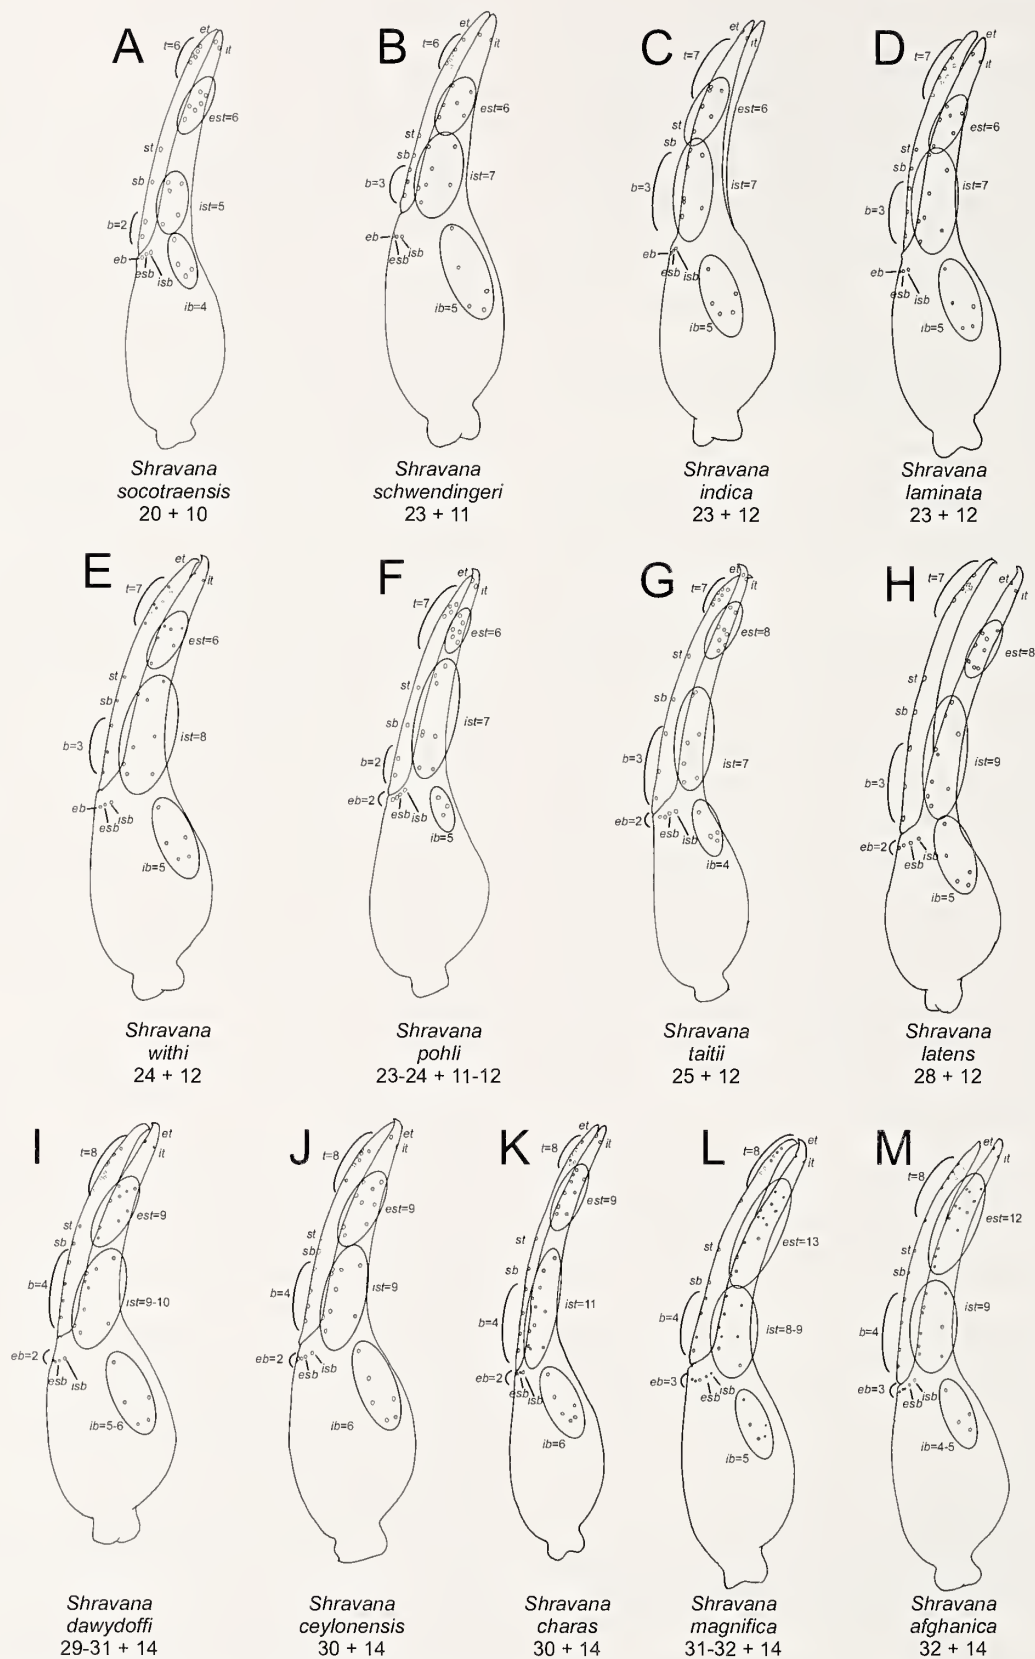 A
t=6
et
it
est=6
st
sb
ist=5
b=2
eb
esb
isb
ib=4
Shravana
socotraensis
20 + 10
B
t=6
et
it
est=6
st
sb
b=3
ist=7
eb
esb
isb
ib=5
Shravana
schwendingeri
23 + 11
C
t=7
et
it
est=6
st
sb
b=3
ist=7
eb
esb
isb
ib=5
Shravana
indica
23 + 12
D
t=7
et
it
est=6
st
sb
ist=7
b=3
eb
esb
isb
ib=5
Shravana
laminata
23 + 12
E
t=7
et
it
est=6
st
sb
b=3
ist=8
eb
esb
isb
ib=5
Shravana
withi
24 + 12
F
t=7
et
it
est=6
st
sb
ist=7
b=2
eb=2
esb
isb
ib=5
Shravana
pohli
23-24 + 11-12
G
t=7
et
it
est=8
st
sb
b=3
ist=7
eb=2
esb
isb
ib=4
Shravana
taitii
25 + 12
H
t=7
et
it
est=8
st
sb
ist=9
b=3
eb=2
esb
isb
ib=5
Shravana
latens
28 + 12
I
t=8
et
it
est=9
st
sb
b=4
ist=9-10
eb=2
esb
isb
ib=5-6
Shravana
dawydoffi
29-31 + 14
J
t=8
et
it
est=9
st
sb
b=4
ist=9
eb=2
esb
isb
ib=6
Shravana
ceylonensis
30 + 14
K
t=8
et
it
est=9
st
sb
ist=11
b=4
eb=2
esb
isb
ib=6
Shravana
charas
30 + 14
L
t=8
et
it
est=13
st
sb
b=4
ist=8-9
eb=3
esb
isb
ib=5
Shravana
magnifica
31-32 + 14
M
t=8
et
it
est=12
st
sb
ist=9
b=4
eb=3
esb
isb
ib=4-5
Shravana
afghanica
32 + 14